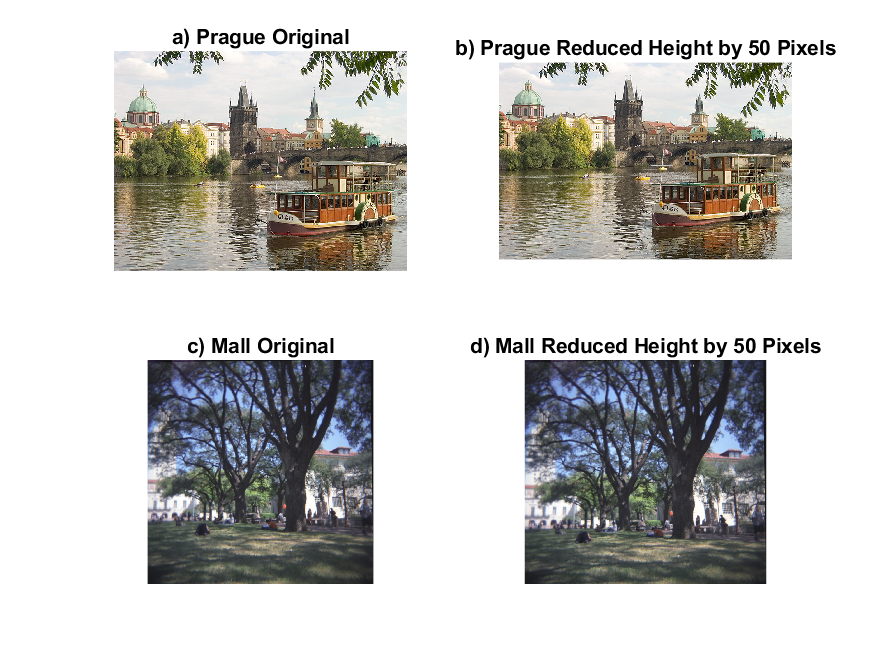 a) Prague Original
b) Prague Reduced Height by 50 Pixels
c) Mall Original
d) Mall Reduced Height by 50 Pixels